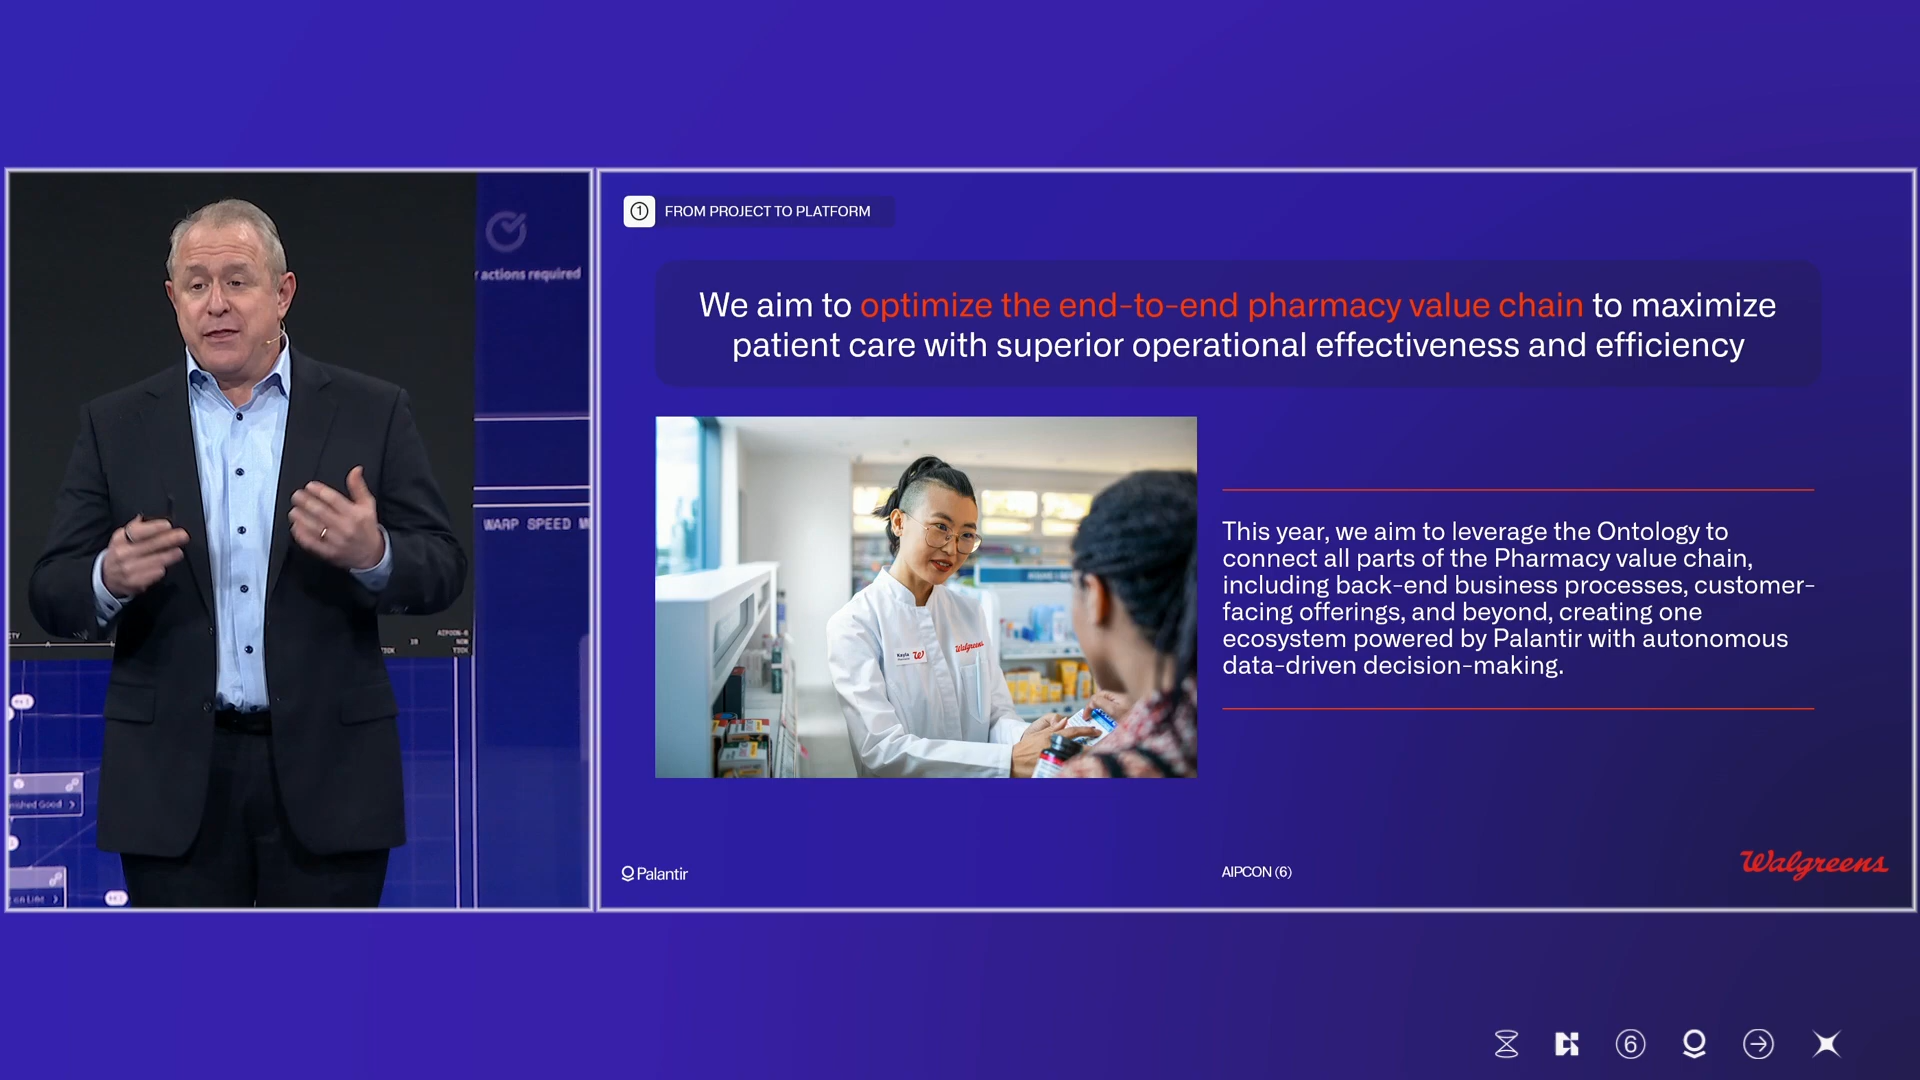 actions required
WARP SPEED
① FROM PROJECT TO PLATFORM
We aim to optimize the end-to-end pharmacy value chain to maximize
patient care with superior operational effectiveness and efficiency
This year, we aim to leverage the Ontology to
connect all parts of the Pharmacy value chain,
including back-end business processes, customer-
facing offerings, and beyond, creating one
ecosystem powered by Palantir with autonomous
data-driven decision-making.
Walgreens
Palantir
AIPCON (6)
Walgreens
6